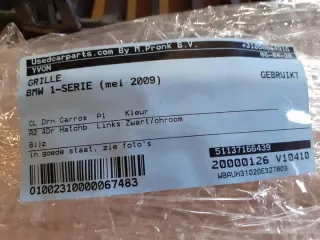 Usedcarparts.com By M.Pronk B.V.
YVON
GRILLE GEBRUIKT
BMW 1-SERIE (mei 2009)
CL Drn Carros Pl Kleur
A2 4Dr Hatchb. Links Zwart/chroom
Bijz
in goede staat. zie foto's
51137166439
20000126 V10410
WBAUH31020E327803
01002310000067483